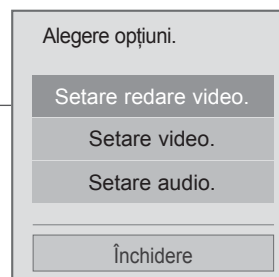 Alegere opțiuni.
Setare redare video.
Setare video.
Setare audio.
Închidere